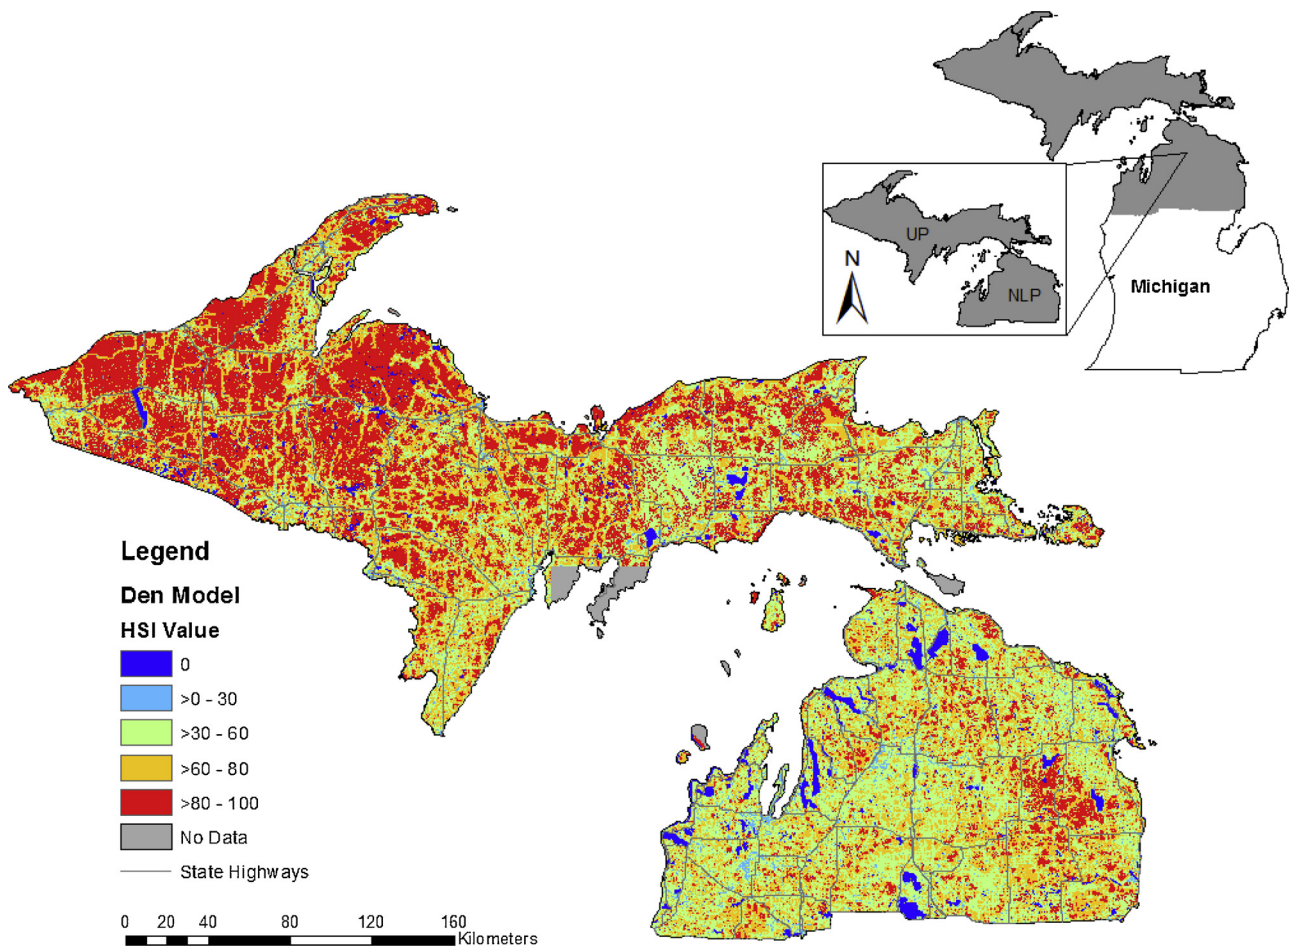 UP
N
NLP
Michigan
Legend
Den Model
HSI Value
0
>0 - 30
>30 - 60
>60 - 80
>80 - 100
No Data
State Highways
0 20 40 80 120 160
Kilometers